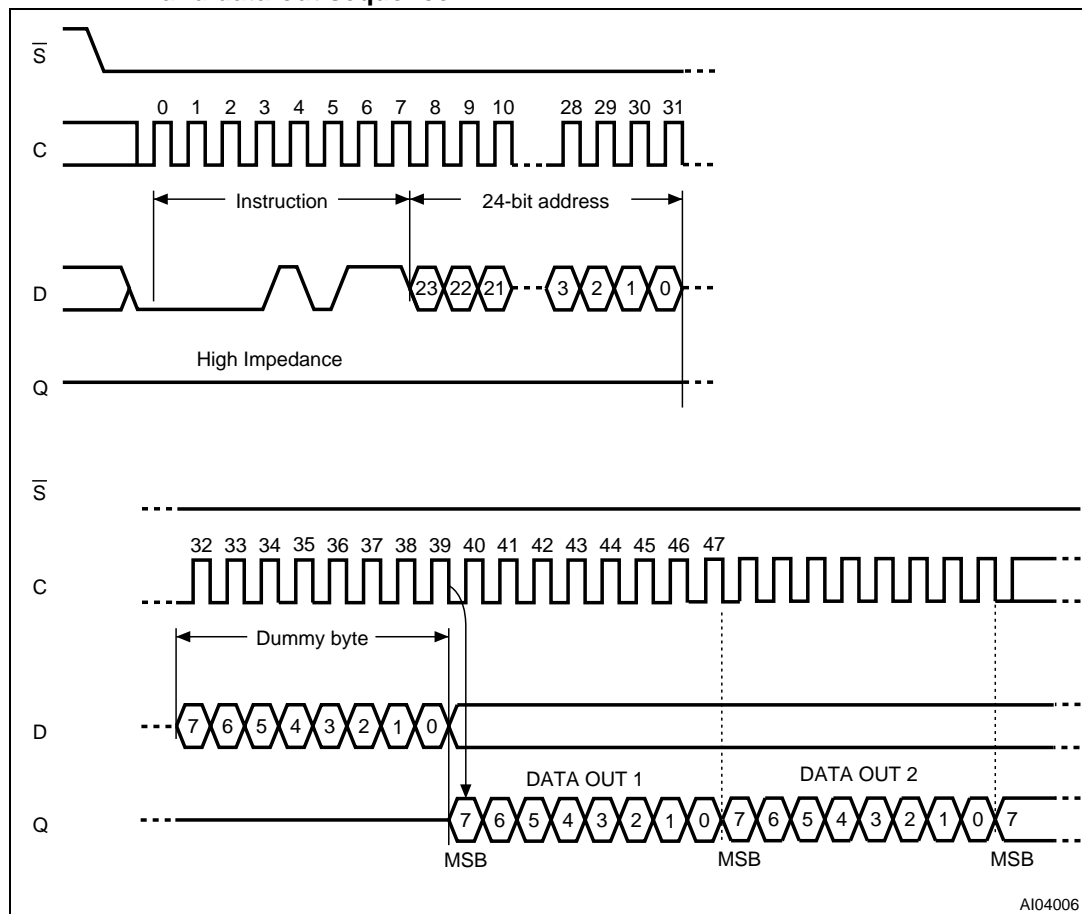 S
0 1 2 3 4 5 6 7 8 9 10 28 29 30 31
C
Instruction 24-bit address
D 23 22 21 3 2 1 0
High Impedance
Q
S
32 33 34 35 36 37 38 39 40 41 42 43 44 45 46 47
C
Dummy byte
D 7 6 5 4 3 2 1 0
DATA OUT 1 DATA OUT 2
Q 7 6 5 4 3 2 1 0 7 6 5 4 3 2 1 0 7
MSB MSB MSB
AI04006